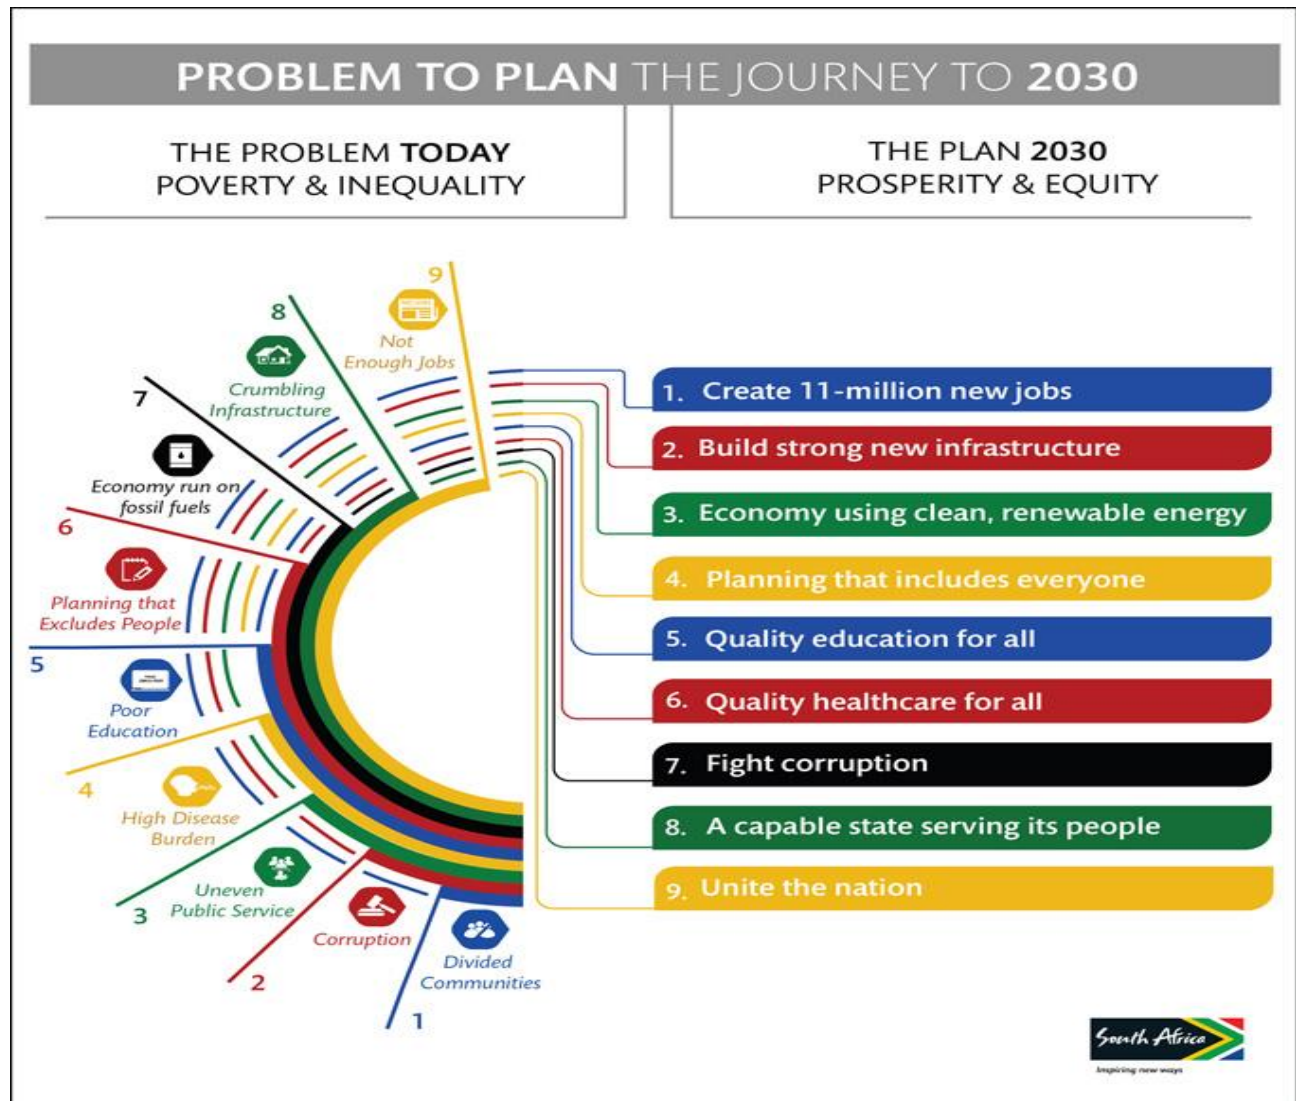 PROBLEM TO PLAN THE JOURNEY TO 2030
THE PROBLEM TODAY
POVERTY & INEQUALITY
THE PLAN 2030
PROSPERITY & EQUITY
9
Not
Enough Jobs
8
Crumbling
Infrastructure
7
Economy run on
fossil fuels
6
Planning that
Excludes People
5
Poor
Education
4
High Disease
Burden
3
Uneven
Public Service
2
Corruption
1
Divided
Communities
1. Create 11-million new jobs
2. Build strong new infrastructure
3. Economy using clean, renewable energy
4. Planning that includes everyone
5. Quality education for all
6. Quality healthcare for all
7. Fight corruption
8. A capable state serving its people
9. Unite the nation
South Africa
Inspiring new ways